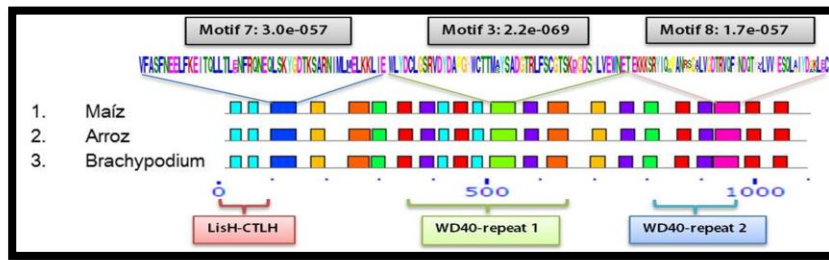 Motif 7: 3.0e-057 Motif 3: 2.2e-069 Motif 8: 1.7e-057
1. Maíz
2. Arroz
3. Brachypodium
0 500 1000
LisH-CTLH WD40-repeat 1 WD40-repeat 2